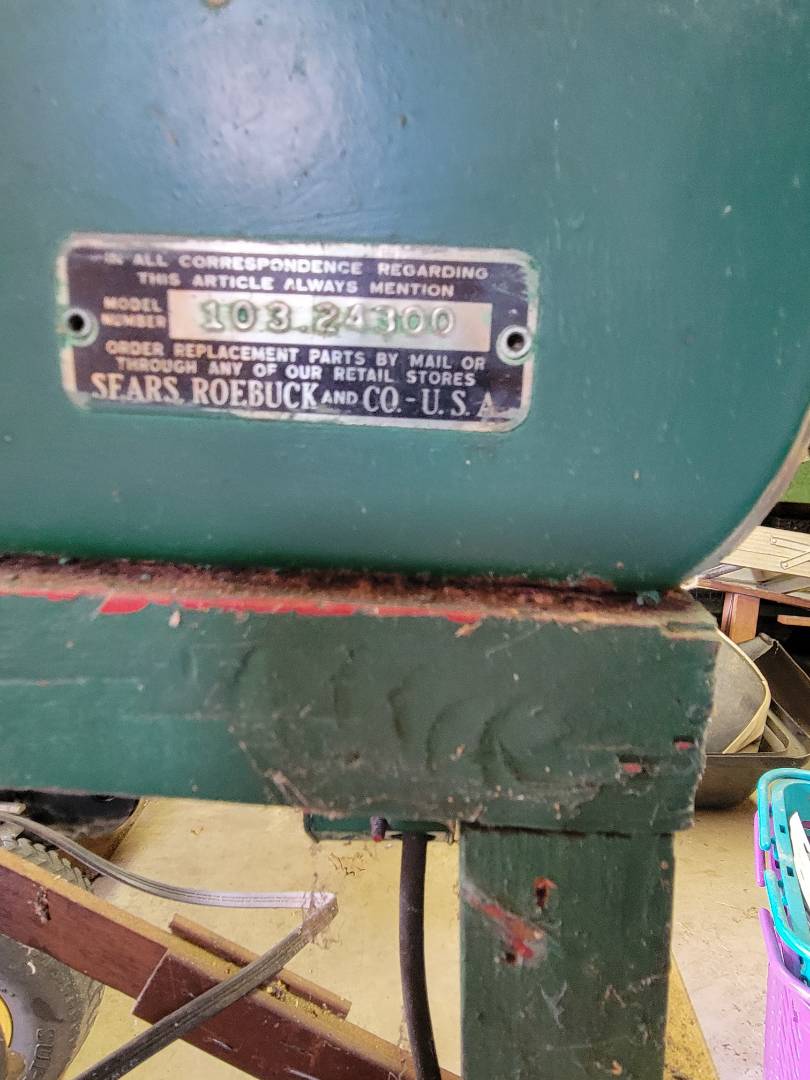 IN ALL CORRESPONDENCE REGARDING
THIS ARTICLE ALWAYS MENTION
MODEL
NUMBER
103.24300
ORDER REPLACEMENT PARTS BY MAIL OR
THROUGH ANY OF OUR RETAIL STORES
SEARS, ROEBUCK AND CO. - U. S. A